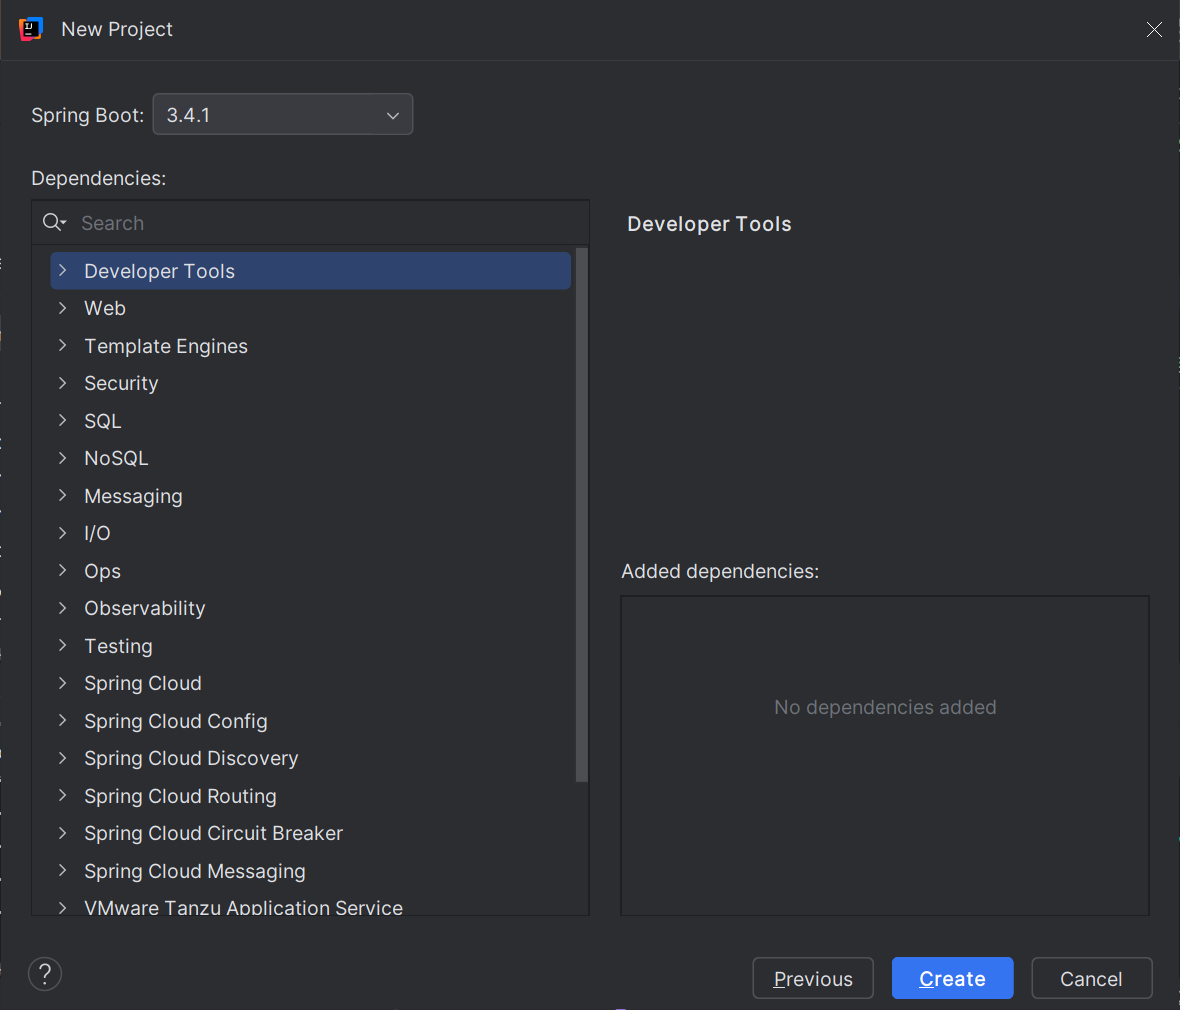 New Project
Spring Boot: 3.4.1
Dependencies:
Search
Developer Tools
Web
Template Engines
Security
SQL
NoSQL
Messaging
I/O
Ops
Observability
Testing
Spring Cloud
Spring Cloud Config
Spring Cloud Discovery
Spring Cloud Routing
Spring Cloud Circuit Breaker
Spring Cloud Messaging
VMware Tanzu Application Service
Developer Tools
Added dependencies:
No dependencies added
? Previous Create Cancel